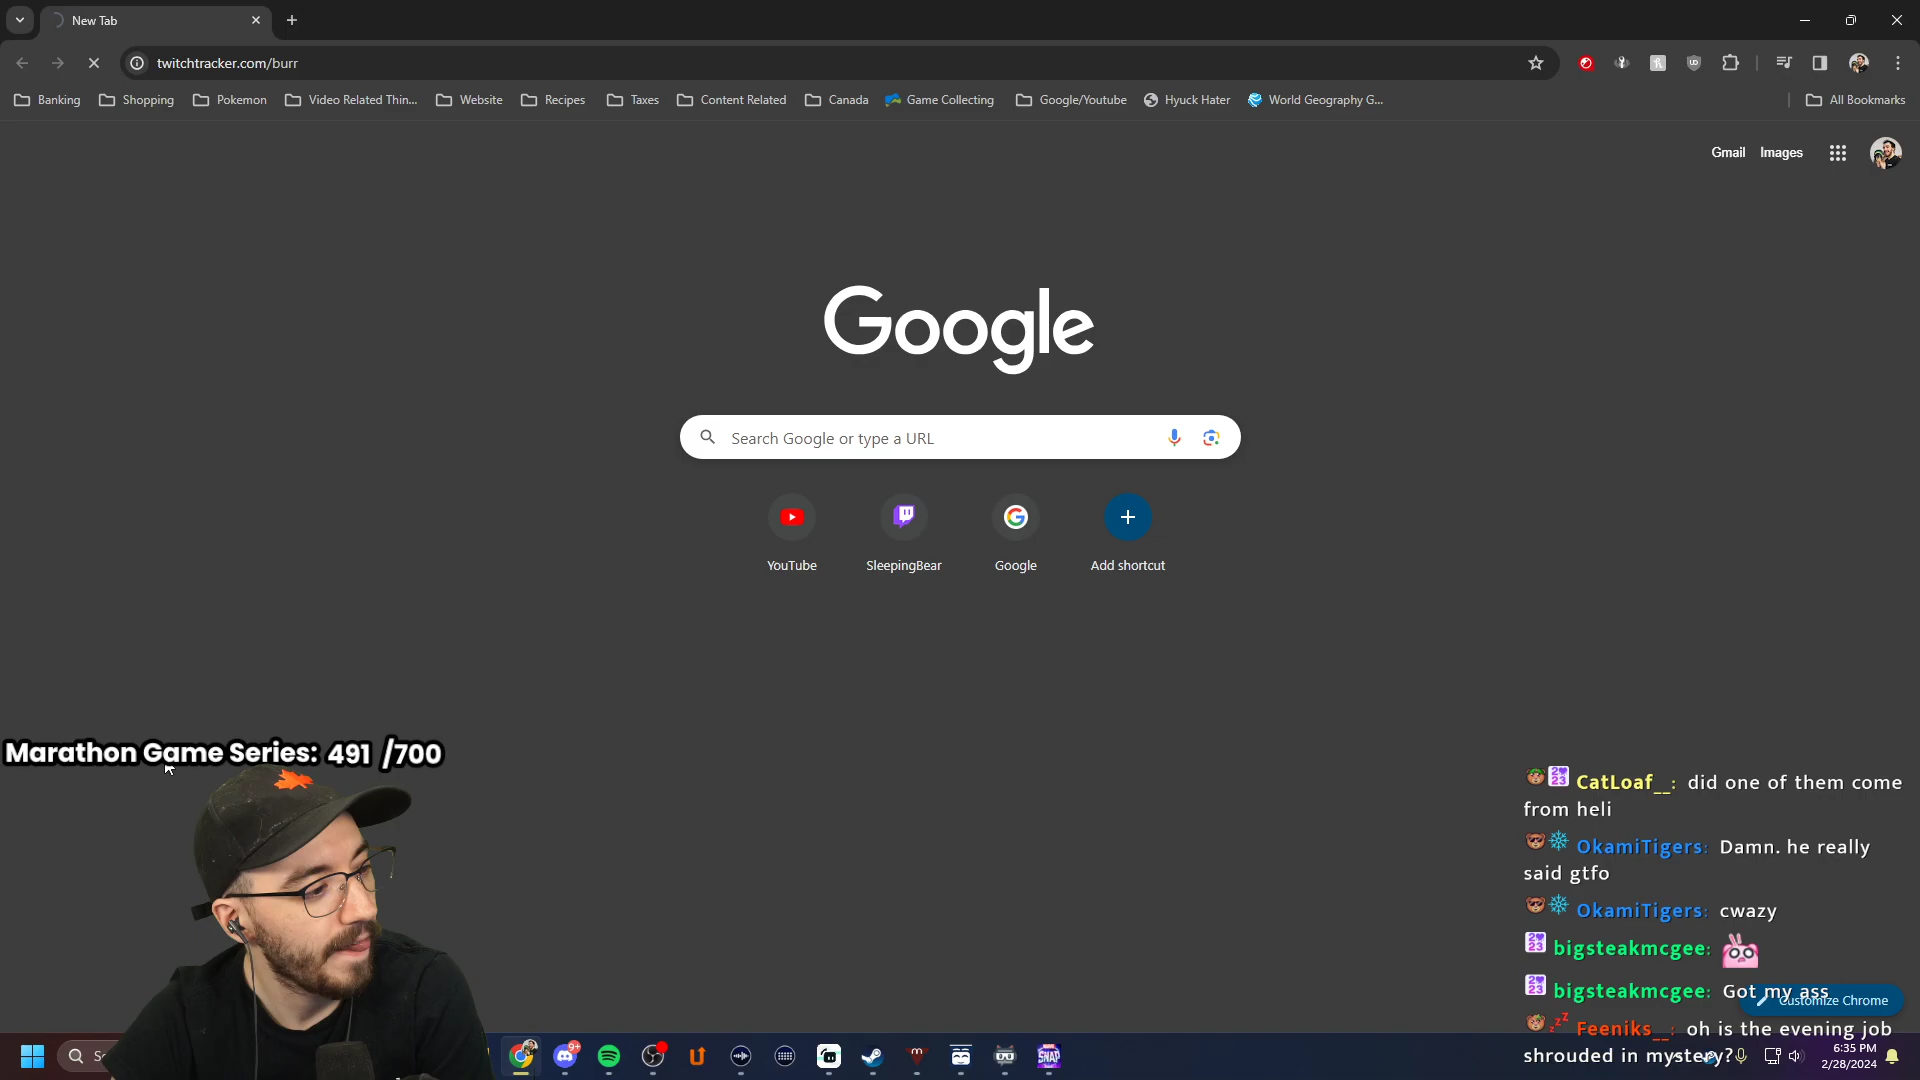 New Tab
twitchtracker.com/burr
Banking Shopping Pokemon Video Related Thin... Website Recipes Taxes Content Related Canada Game Collecting Google/Youtube Hyuck Hater World Geography G... All Bookmarks
Gmail Images
Google
Search Google or type a URL
YouTube SleepingBear Google Add shortcut
Marathon Game Series: 491 /700
CatLoaf__: did one of them come
from heli
OkamiTigers: Damn. he really
said gtfo
OkamiTigers: cwazy
bigsteakmcgee:
bigsteakmcgee: Got my ass
Customize Chrome
Feeniks__: oh is the evening job
shrouded in mystery?
6:35 PM
2/28/2024
9+
SNAP